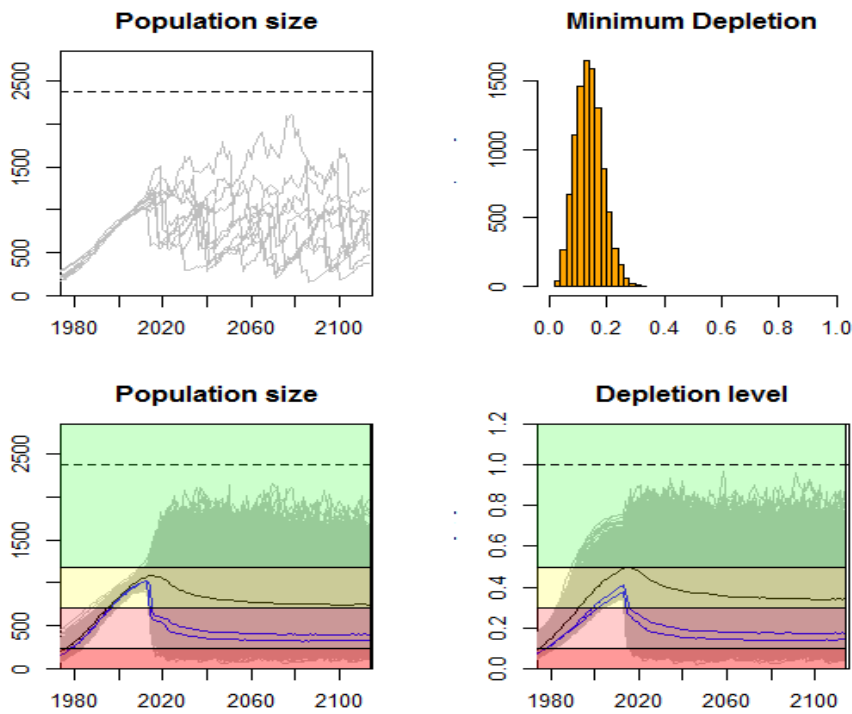 Population size
Minimum Depletion
0 500 1500 2500
1980 2020 2060 2100
0 500 1000 1500
0.0 0.2 0.4 0.6 0.8 1.0
Population size
Depletion level
0 500 1500 2500
1980 2020 2060 2100
0.0 0.2 0.4 0.6 0.8 1.0 1.2
1980 2020 2060 2100